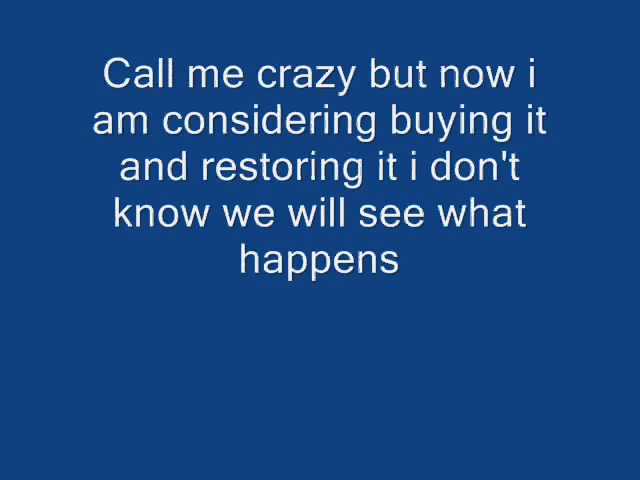 Call me crazy but now i
am considering buying it
and restoring it i don't
know we will see what
happens